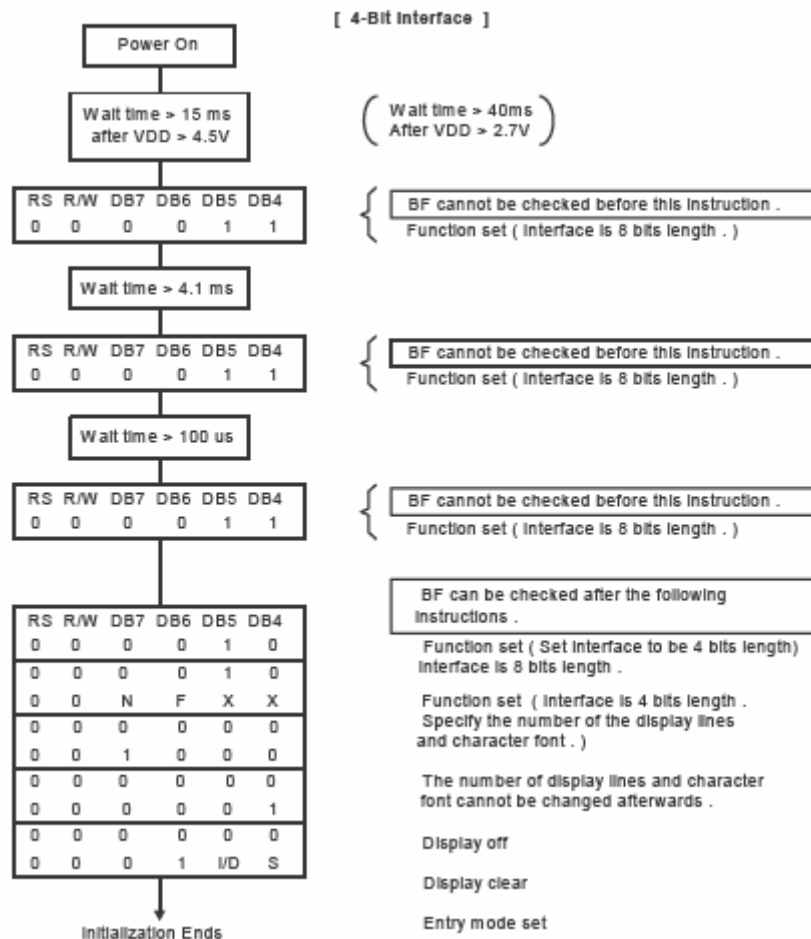 [ 4-Bit Interface ]
Power On
Wait time > 15 ms
after VDD > 4.5V
Wait time > 40ms
After VDD > 2.7V
RS R/W DB7 DB6 DB5 DB4
0 0 0 0 1 1
BF cannot be checked before this instruction .
Function set ( Interface is 8 bits length . )
Wait time > 4.1 ms
RS R/W DB7 DB6 DB5 DB4
0 0 0 0 1 1
BF cannot be checked before this instruction .
Function set ( Interface is 8 bits length . )
Wait time > 100 us
RS R/W DB7 DB6 DB5 DB4
0 0 0 0 1 1
BF cannot be checked before this instruction .
Function set ( Interface is 8 bits length . )
RS R/W DB7 DB6 DB5 DB4
0 0 0 0 1 0
0 0 0 0 1 0
0 0 N F X X
0 0 0 0 0 0
0 0 1 0 0 0
0 0 0 0 0 0
0 0 0 0 0 1
0 0 0 0 0 0
0 0 0 1 I/D S
Initialization Ends
BF can be checked after the following
instructions .
Function set ( Set interface to be 4 bits length)
Interface is 8 bits length .
Function set ( Interface is 4 bits length .
Specify the number of the display lines
and character font . )
The number of display lines and character
font cannot be changed afterwards .
Display off
Display clear
Entry mode set